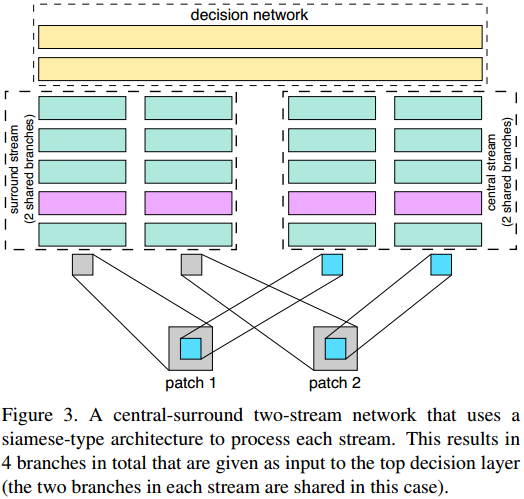 decision network
surround stream
(2 shared branches)
central stream
(2 shared branches)
patch 1
patch 2
Figure 3. A central-surround two-stream network that uses a
siamese-type architecture to process each stream. This results in
4 branches in total that are given as input to the top decision layer
(the two branches in each stream are shared in this case).